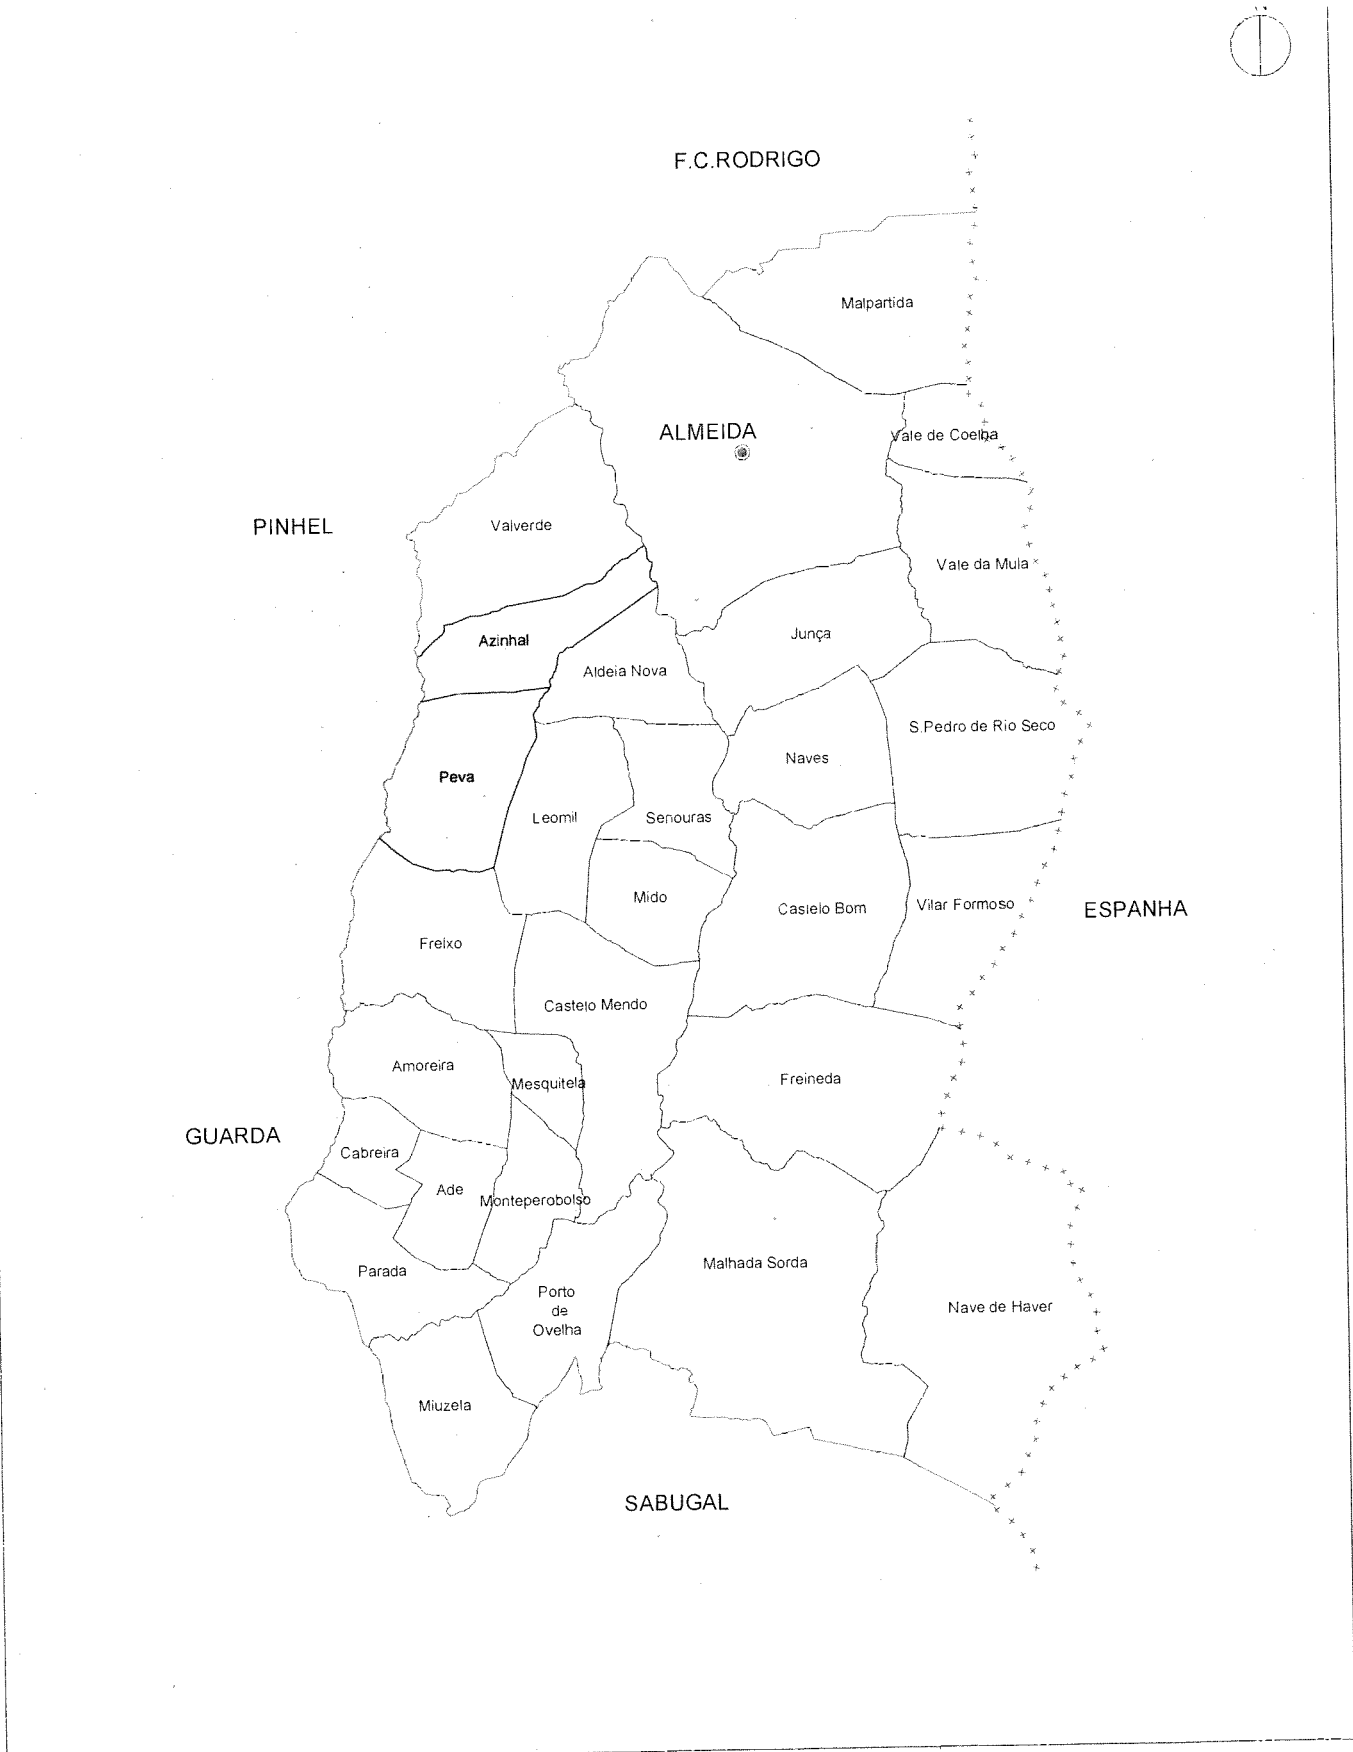 N
F.C.RODRIGO
Malpartida
ALMEIDA
Vale de Coelha
PINHEL
Valverde
Vale da Mula
Azinhal
Junça
Aldeia Nova
S.Pedro de Rio Seco
Naves
Peva
Leomil
Senouras
Mido
Castelo Bom
Vilar Formoso
ESPANHA
Freixo
Castelo Mendo
Amoreira
Mesquitela
Freineda
GUARDA
Cabreira
Ade
Monteperobolso
Malhada Sorda
Parada
Porto
de
Ovelha
Nave de Haver
Miuzela
SABUGAL